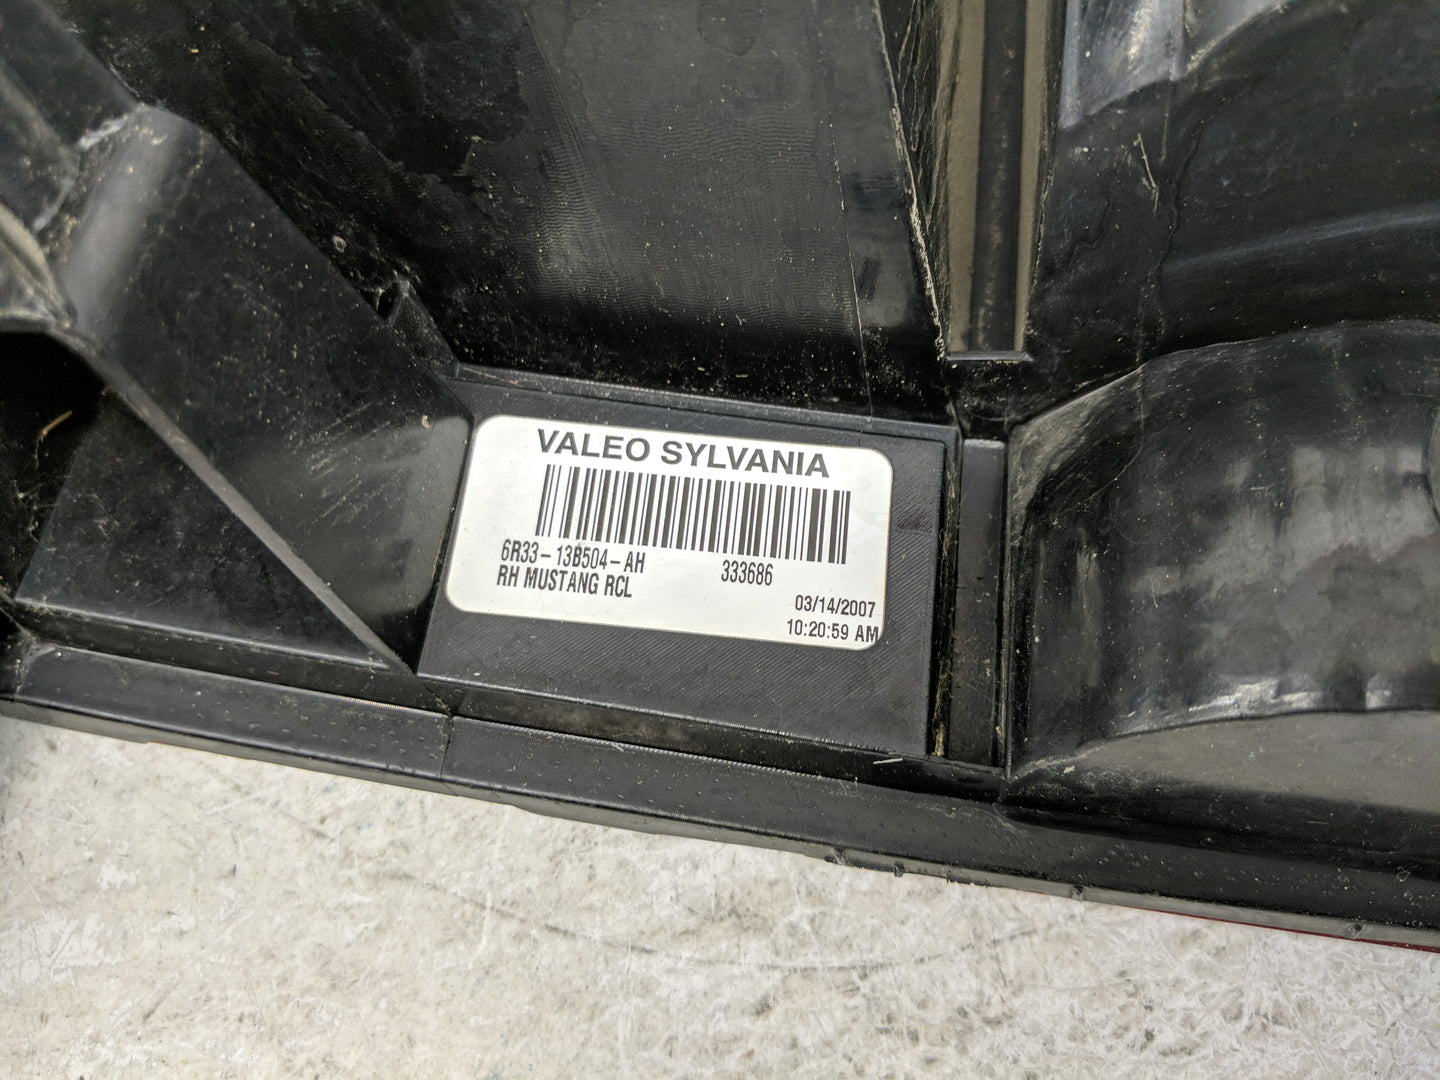 VALEO SYLVANIA
6R33-13B504-AH 333686
RH MUSTANG RCL
03/14/2007
10:20:59 AM